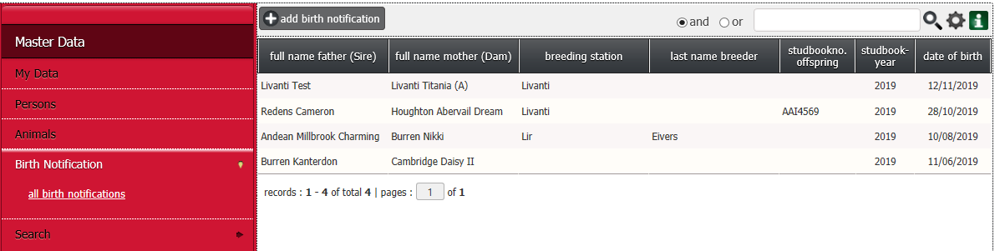 Master Data
My Data
Persons
Animals
Birth Notification
all birth notifications
Search
add birth notification
and or
full name father (Sire) full name mother (Dam) breeding station last name breeder studbookno. offspring studbook-year date of birth
Livanti Test Livanti Titania (A) Livanti 2019 12/11/2019
Redens Cameron Houghton Abervail Dream Livanti AAI4569 2019 28/10/2019
Andean Millbrook Charming Burren Nikki Lir Eivers 2019 10/08/2019
Burren Kanterdon Cambridge Daisy II 2019 11/06/2019
records : 1 - 4 of total 4 | pages : 1 of 1